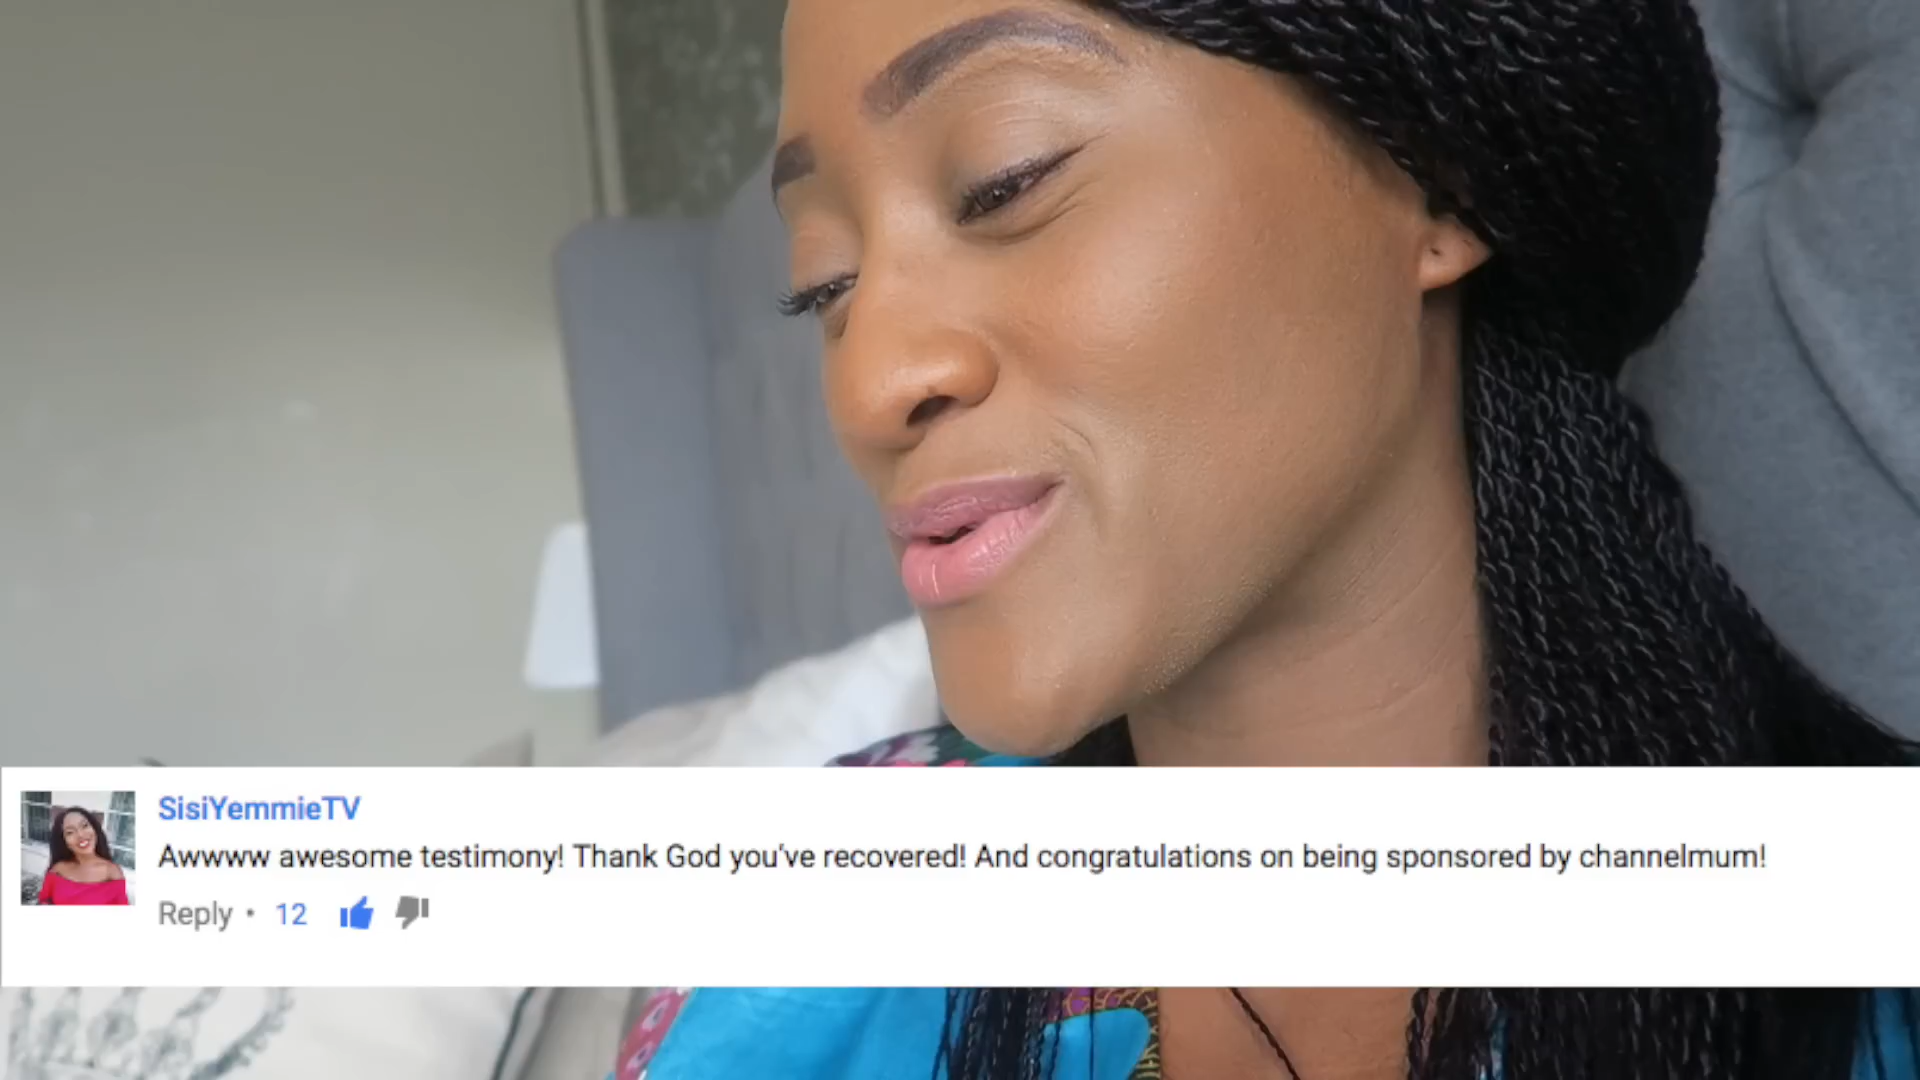 SisiYemmieTV
Awwww awesome testimony! Thank God you've recovered! And congratulations on being sponsored by channelmum!
Reply • 12